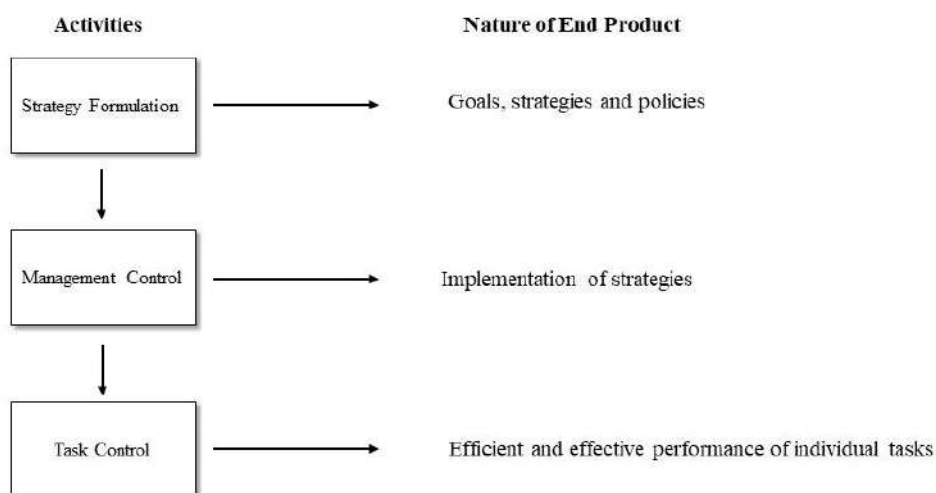 Activities
Nature of End Product
Strategy Formulation
Goals, strategies and policies
Management Control
Implementation of strategies
Task Control
Efficient and effective performance of individual tasks